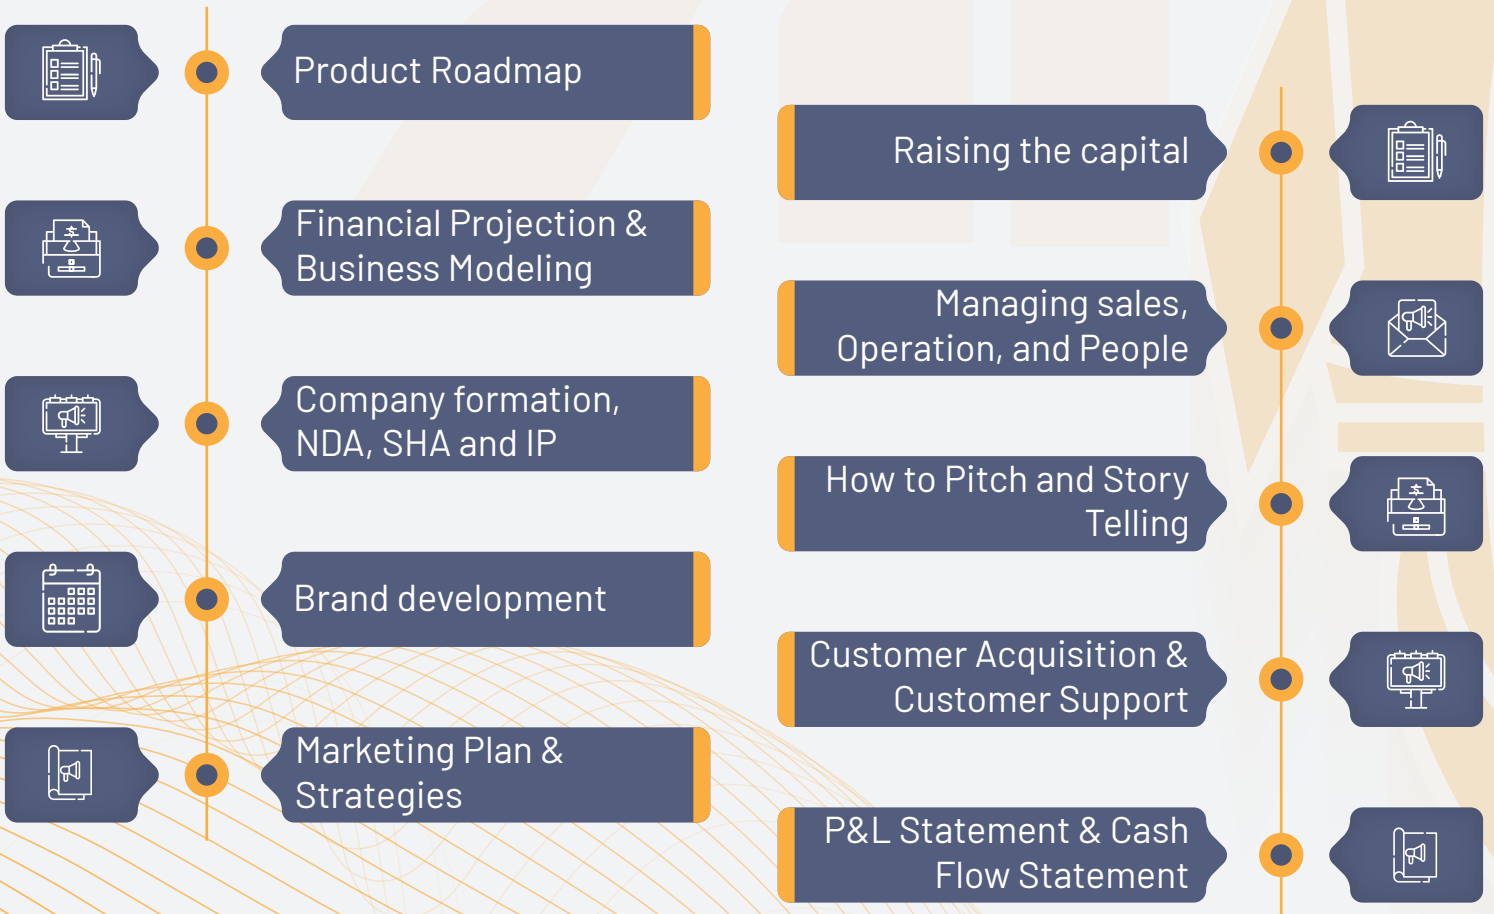 Product Roadmap
Financial Projection &
Business Modeling
Company formation,
NDA, SHA and IP
Brand development
Marketing Plan &
Strategies
Raising the capital
Managing sales,
Operation, and People
How to Pitch and Story
Telling
Customer Acquisition &
Customer Support
P&L Statement & Cash
Flow Statement